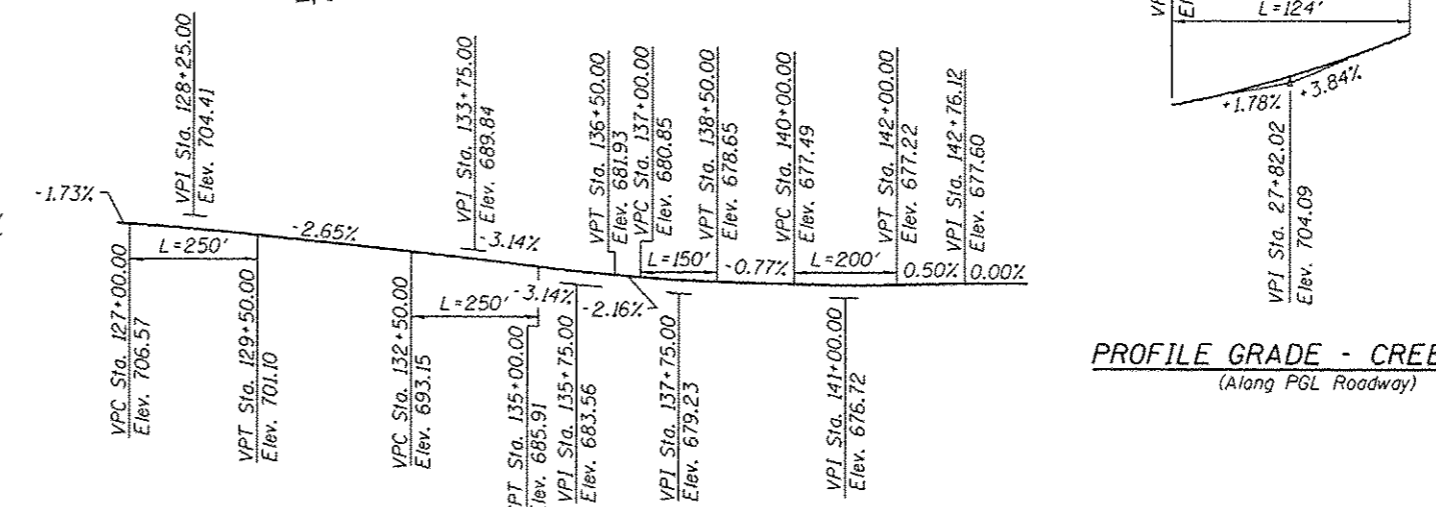 VPI Sta. 128+25.00
Elev. 704.41
VPI Sta. 133+75.00
Elev. 689.84
VPT Sta. 136+50.00
Elev. 681.93
VPC Sta. 137+00.00
Elev. 680.85
VPT Sta. 138+50.00
Elev. 678.65
VPC Sta. 140+00.00
Elev. 677.49
VPT Sta. 142+00.00
Elev. 677.22
VPI Sta. 142+76.12
Elev. 677.60
-1.73%
L=250'
-2.65%
-3.14%
L=150'
-0.77%
L=200'
0.50%
0.00%
L=250'
-3.14%
-2.16%
VPC Sta. 127+00.00
Elev. 706.57
VPT Sta. 129+50.00
Elev. 701.10
VPC Sta. 132+50.00
Elev. 693.15
VPT Sta. 135+00.00
Elev. 685.91
VPI Sta. 135+75.00
Elev. 683.56
VPI Sta. 137+75.00
Elev. 679.23
VPI Sta. 141+00.00
Elev. 676.72
L=124'
+1.78%
+3.84%
VPI Sta. 27+82.02
Elev. 704.09
PROFILE GRADE - CREE
(Along PGL Roadway)